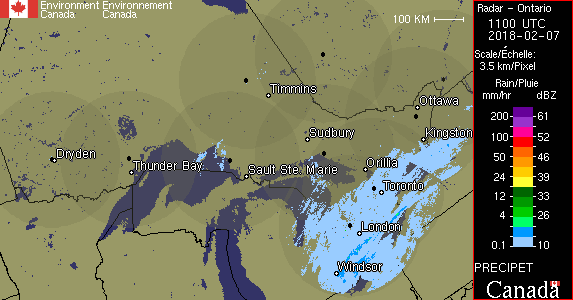 Environment Environnement
Canada Canada
Radar - Ontario
1100 UTC
2018-02-07
100 KM
Scale/Échelle:
3.5 km/Pixel
Rain/Pluie
mm/hr dBZ
200 61
100 52
50 46
24 39
12 33
4 26
0.1 10
Timmins
Ottawa
Sudbury
Kingston
Dryden
Thunder Bay
Sault Ste. Marie
Orillia
Toronto
London
Windsor
PRECIPET
Canada